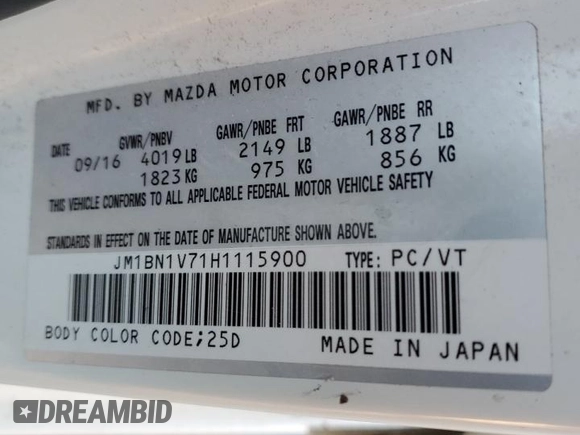 MFD. BY MAZDA MOTOR CORPORATION
DATE GVWR/PNBV GAWR/PNBE FRT GAWR/PNBE RR
09/16 4019 LB 2149 LB 1887 LB
1823 KG 975 KG 856 KG
THIS VEHICLE CONFORMS TO ALL APPLICABLE FEDERAL MOTOR VEHICLE SAFETY
STANDARDS IN EFFECT ON THE DATE OF MANUFACTURE SHOWN ABOVE.
JM1BN1V71H1115900 TYPE: PC/VT
BODY COLOR CODE;25D MADE IN JAPAN
DREAMBID